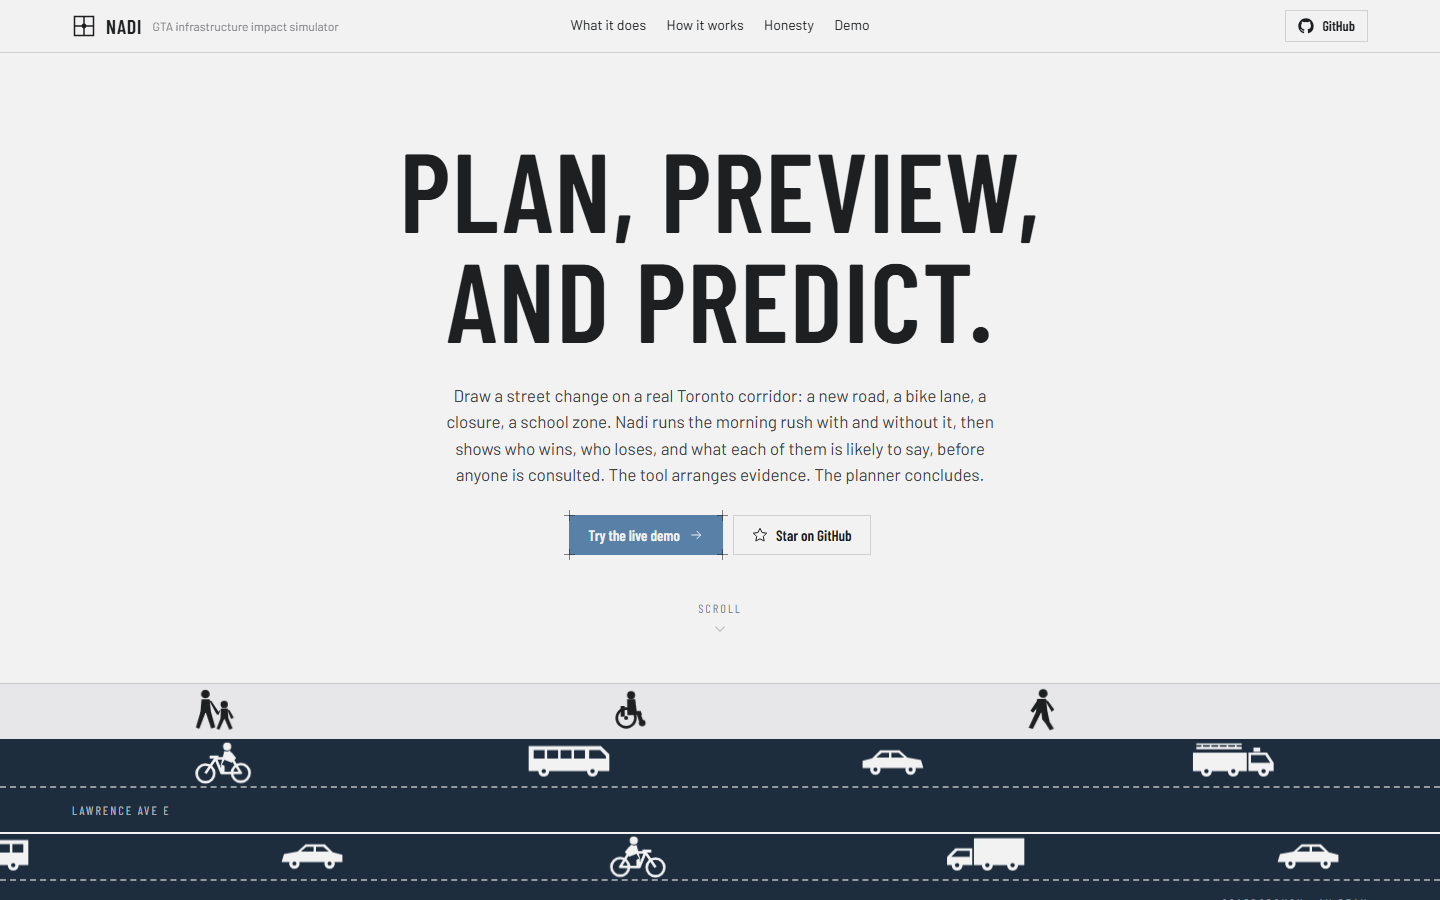 NADI GTA infrastructure impact simulator What it does How it works Honesty Demo GitHub
PLAN, PREVIEW,
AND PREDICT.
Draw a street change on a real Toronto corridor: a new road, a bike lane, a
closure, a school zone. Nadi runs the morning rush with and without it, then
shows who wins, who loses, and what each of them is likely to say, before
anyone is consulted. The tool arranges evidence. The planner concludes.
Try the live demo Star on GitHub
SCROLL
LAWRENCE AVE E